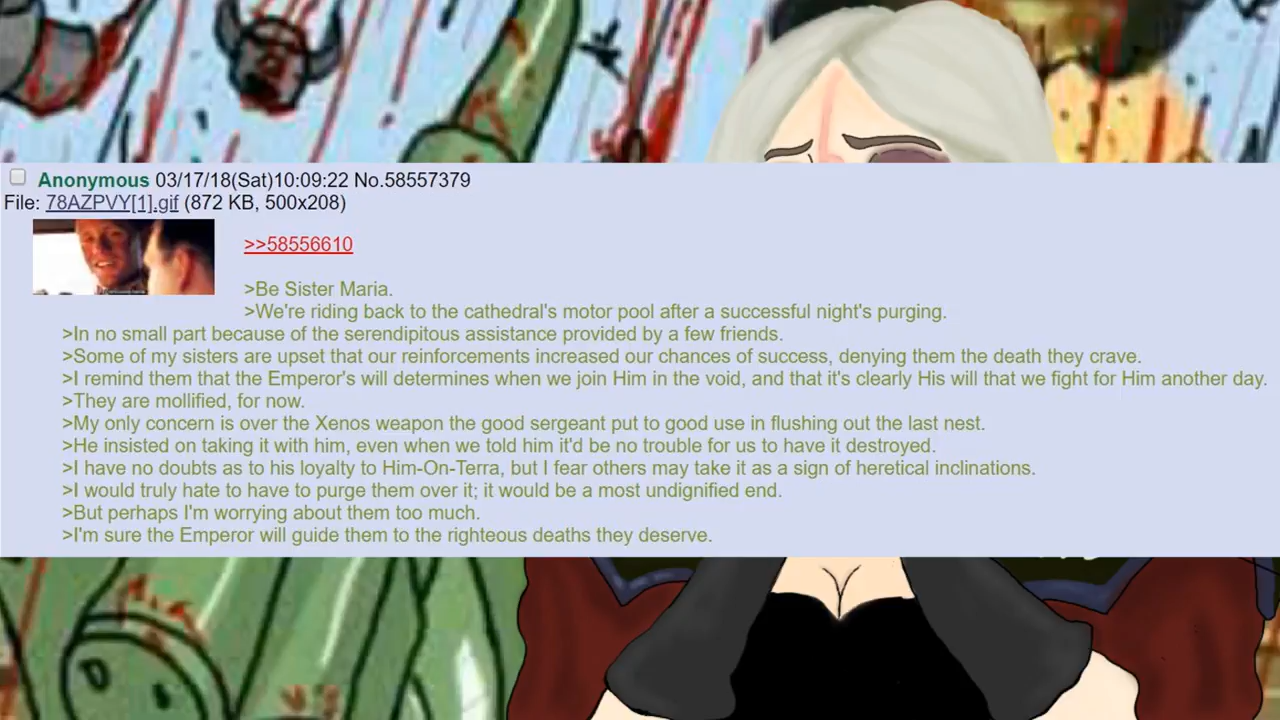 Anonymous 03/17/18(Sat)10:09:22 No.58557379
File: 78AZPVY[1].gif (872 KB, 500x208)
>>58556610
>Be Sister Maria.
>We're riding back to the cathedral's motor pool after a successful night's purging.
>In no small part because of the serendipitous assistance provided by a few friends.
>Some of my sisters are upset that our reinforcements increased our chances of success, denying them the death they crave.
>I remind them that the Emperor's will determines when we join Him in the void, and that it's clearly His will that we fight for Him another day.
>They are mollified, for now.
>My only concern is over the Xenos weapon the good sergeant put to good use in flushing out the last nest.
>He insisted on taking it with him, even when we told him it'd be no trouble for us to have it destroyed.
>I have no doubts as to his loyalty to Him-On-Terra, but I fear others may take it as a sign of heretical inclinations.
>I would truly hate to have to purge them over it; it would be a most undignified end.
>But perhaps I'm worrying about them too much.
>I'm sure the Emperor will guide them to the righteous deaths they deserve.